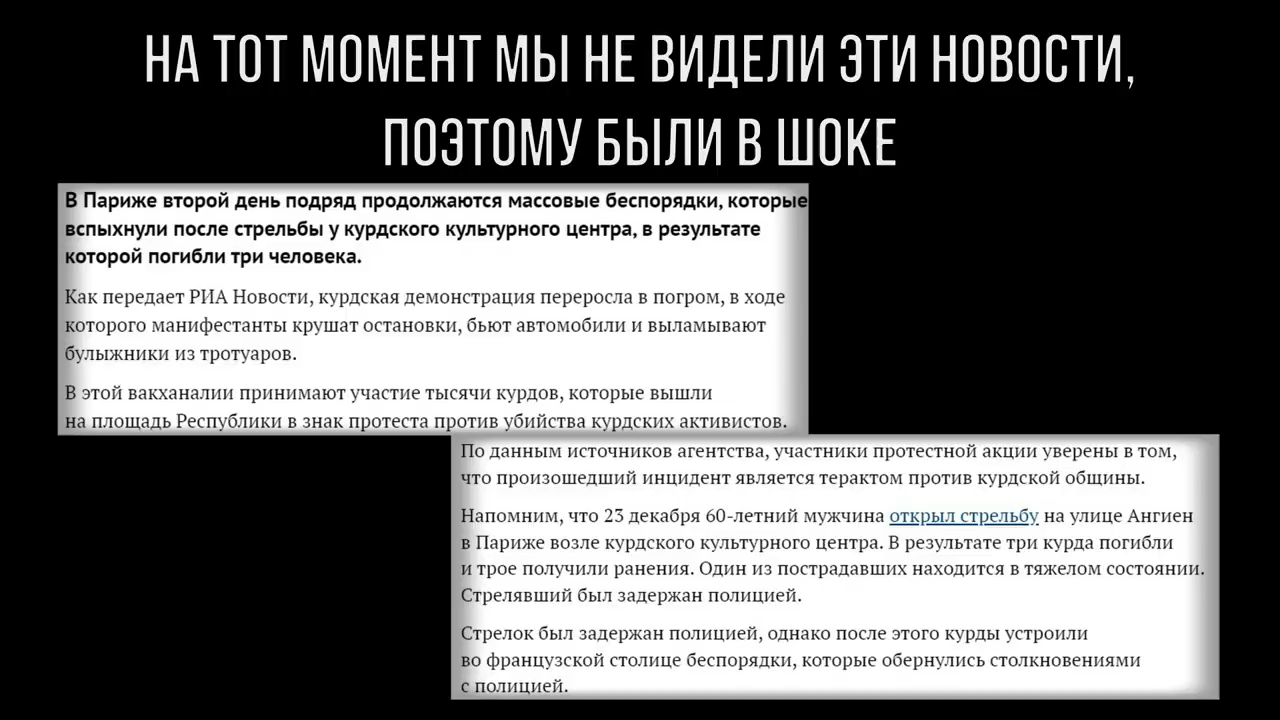 НА ТОТ МОМЕНТ МЫ НЕ ВИДЕЛИ ЭТИ НОВОСТИ,
ПОЭТОМУ БЫЛИ В ШОКЕ
В Париже второй день подряд продолжаются массовые беспорядки, которые
вспыхнули после стрельбы у курдского культурного центра, в результате
которой погибли три человека.
Как передает РИА Новости, курдская демонстрация переросла в погром, в ходе
которого манифестанты крушат остановки, бьют автомобили и выламывают
булыжники из тротуаров.
В этой вакханалии принимают участие тысячи курдов, которые вышли
на площадь Республики в знак протеста против убийства курдских активистов.
По данным источников агентства, участники протестной акции уверены в том,
что произошедший инцидент является терактом против курдской общины.
Напомним, что 23 декабря 60-летний мужчина открыл стрельбу на улице Ангиен
в Париже возле курдского культурного центра. В результате три курда погибли
и трое получили ранения. Один из пострадавших находится в тяжелом состоянии.
Стрелявший был задержан полицией.
Стрелок был задержан полицией, однако после этого курды устроили
во французской столице беспорядки, которые обернулись столкновениями
с полицией.